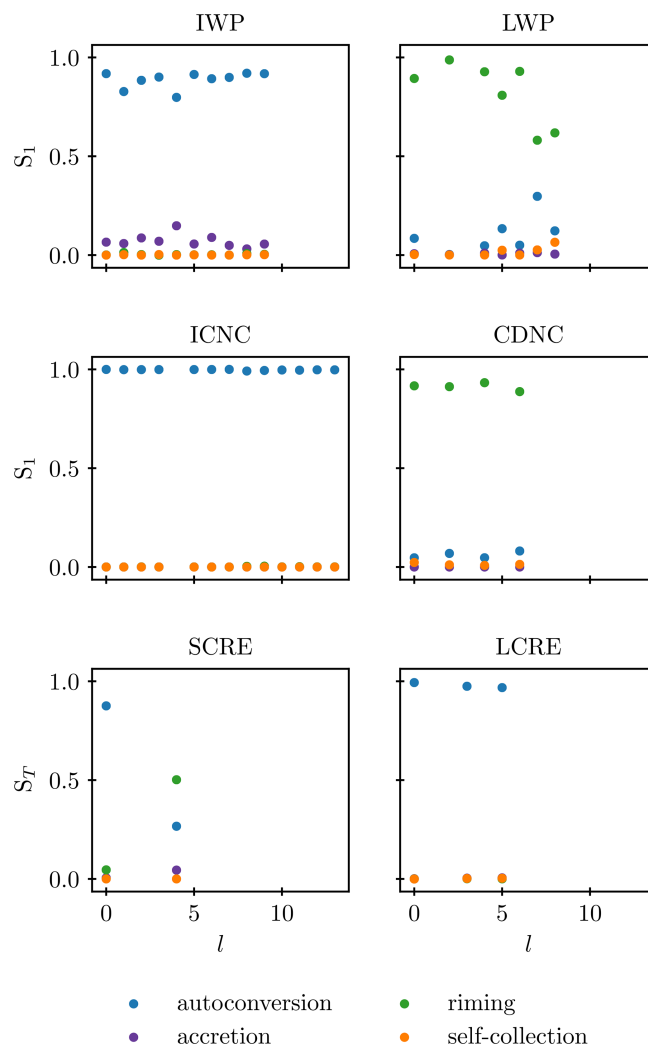 IWP LWP
1.0
0.5
0.0
S1
ICNC CDNC
1.0
0.5
0.0
S1
SCRE LCRE
1.0
0.5
0.0
ST
0 5 10 0 5 10
l l
autoconversion riming
accretion self-collection